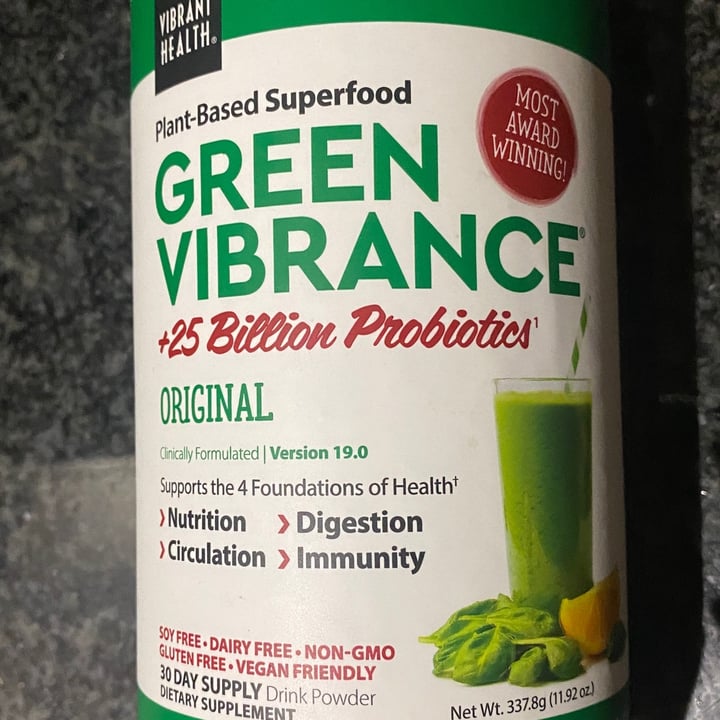 VIBRANT
HEALTH®
Plant-Based Superfood
MOST
AWARD
WINNING!
GREEN
VIBRANCE®
+25 Billion Probiotics¹
ORIGINAL
Clinically Formulated | Version 19.0
Supports the 4 Foundations of Health†
›Nutrition ›Digestion
›Circulation ›Immunity
SOY FREE • DAIRY FREE • NON-GMO
GLUTEN FREE • VEGAN FRIENDLY
30 DAY SUPPLY Drink Powder
DIETARY SUPPLEMENT
Net Wt. 337.8g (11.92 oz.)